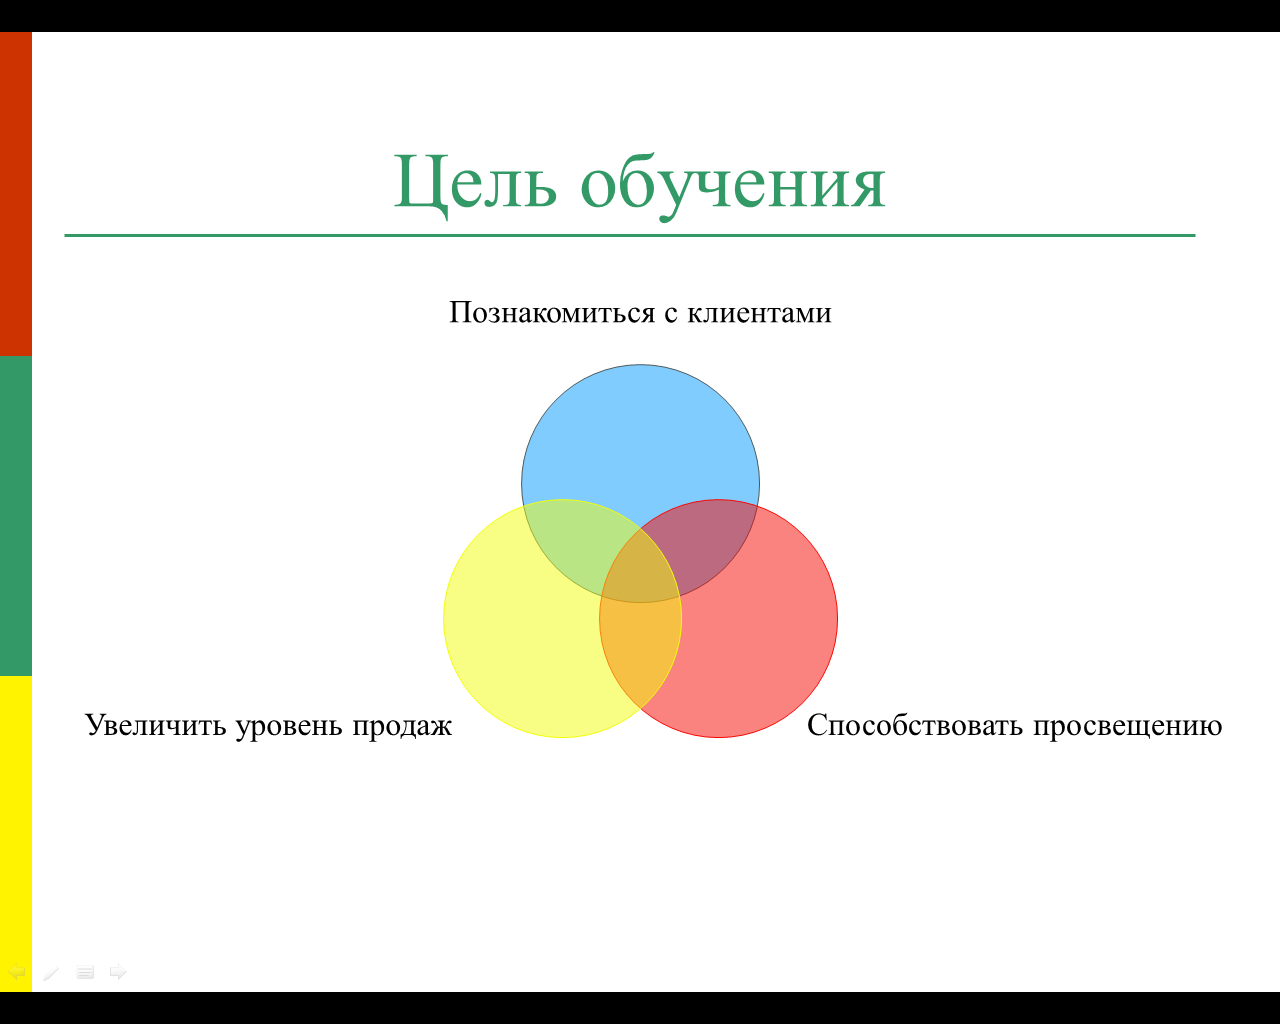 Цель обучения
Познакомиться с клиентами
Увеличить уровень продаж
Способствовать просвещению